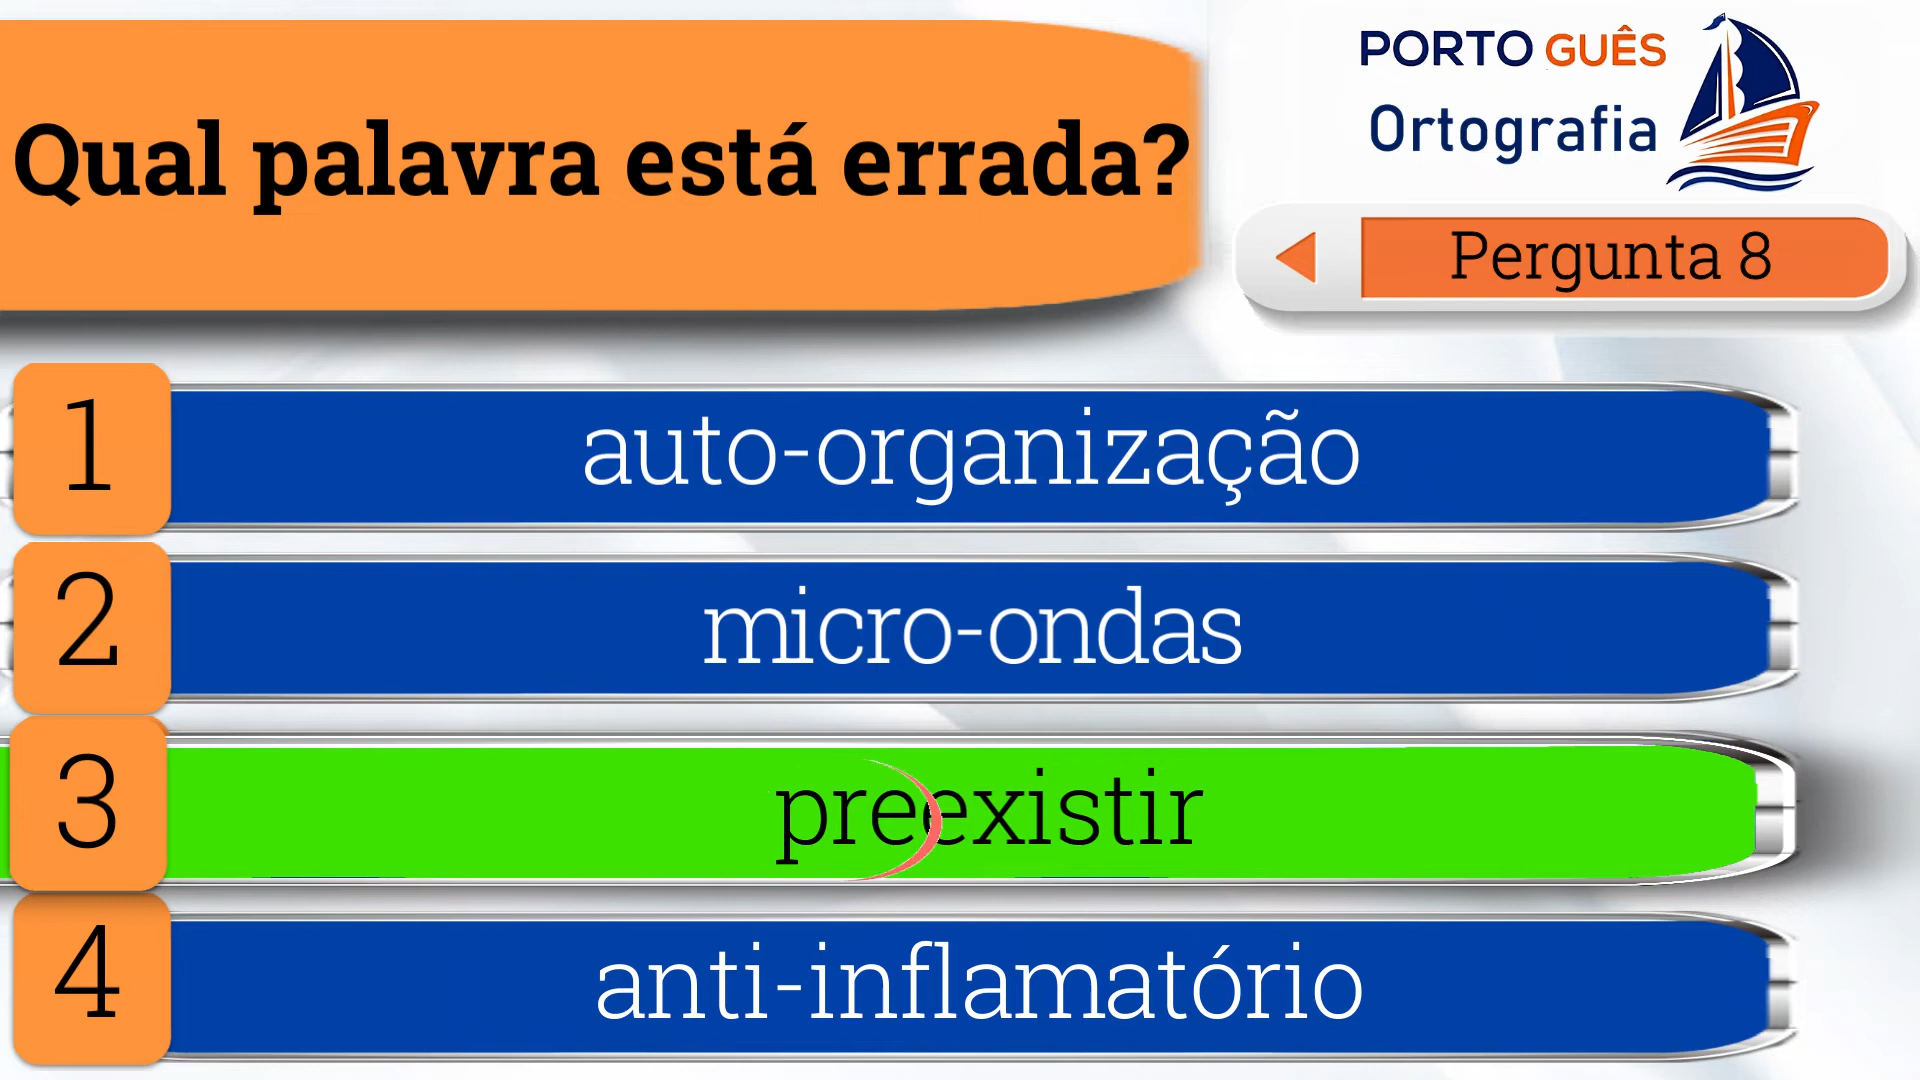 Qual palavra está errada?
PORTO GUÊS
Ortografia
Pergunta 8
1
auto-organização
2
micro-ondas
3
preexistir
4
anti-inflamatório